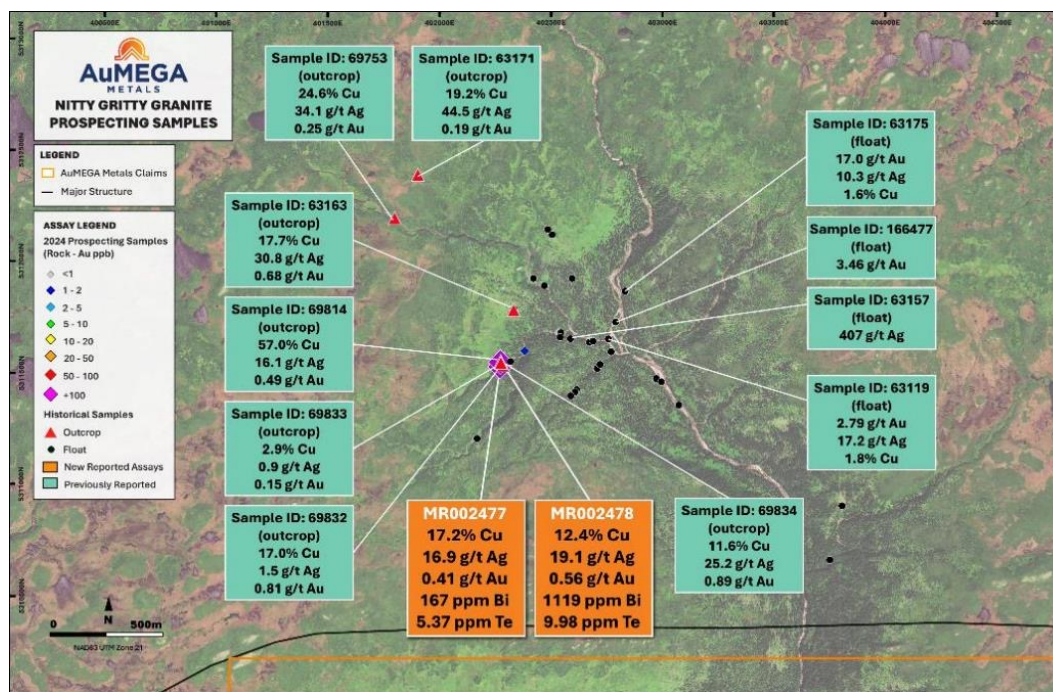 400500E
401500E
402000E
402500E
403000E
403500E
404000E
AuMEGA
METALS
NITTY GRITTY GRANITE
PROSPECTING SAMPLES
LEGEND
AuMEGA Metals Claims
Major Structure
ASSAY LEGEND
2024 Prospecting Samples
(Rock - Au ppb)
<1
1 - 2
2 - 5
5 - 10
10 - 20
20 - 50
50 - 100
+100
Historical Samples
Outcrop
Float
New Reported Assays
Previously Reported
Sample ID: 69753
(outcrop)
24.6% Cu
34.1 g/t Ag
0.25 g/t Au
Sample ID: 63171
(outcrop)
19.2% Cu
44.5 g/t Ag
0.19 g/t Au
Sample ID: 63175
(float)
17.0 g/t Au
10.3 g/t Ag
1.6% Cu
Sample ID: 63163
(outcrop)
17.7% Cu
30.8 g/t Ag
0.68 g/t Au
Sample ID: 166477
(float)
3.46 g/t Au
Sample ID: 63157
(float)
407 g/t Ag
Sample ID: 69814
(outcrop)
57.0% Cu
16.1 g/t Ag
0.49 g/t Au
Sample ID: 63119
(float)
2.79 g/t Au
17.2 g/t Ag
1.8% Cu
Sample ID: 69833
(outcrop)
2.9% Cu
0.9 g/t Ag
0.15 g/t Au
Sample ID: 69832
(outcrop)
17.0% Cu
1.5 g/t Ag
0.81 g/t Au
MR002477
17.2% Cu
16.9 g/t Ag
0.41 g/t Au
167 ppm Bi
5.37 ppm Te
MR002478
12.4% Cu
19.1 g/t Ag
0.56 g/t Au
1119 ppm Bi
9.98 ppm Te
Sample ID: 69834
(outcrop)
11.6% Cu
25.2 g/t Ag
0.89 g/t Au
N
0 500m
NAD83 UTM Zone 21